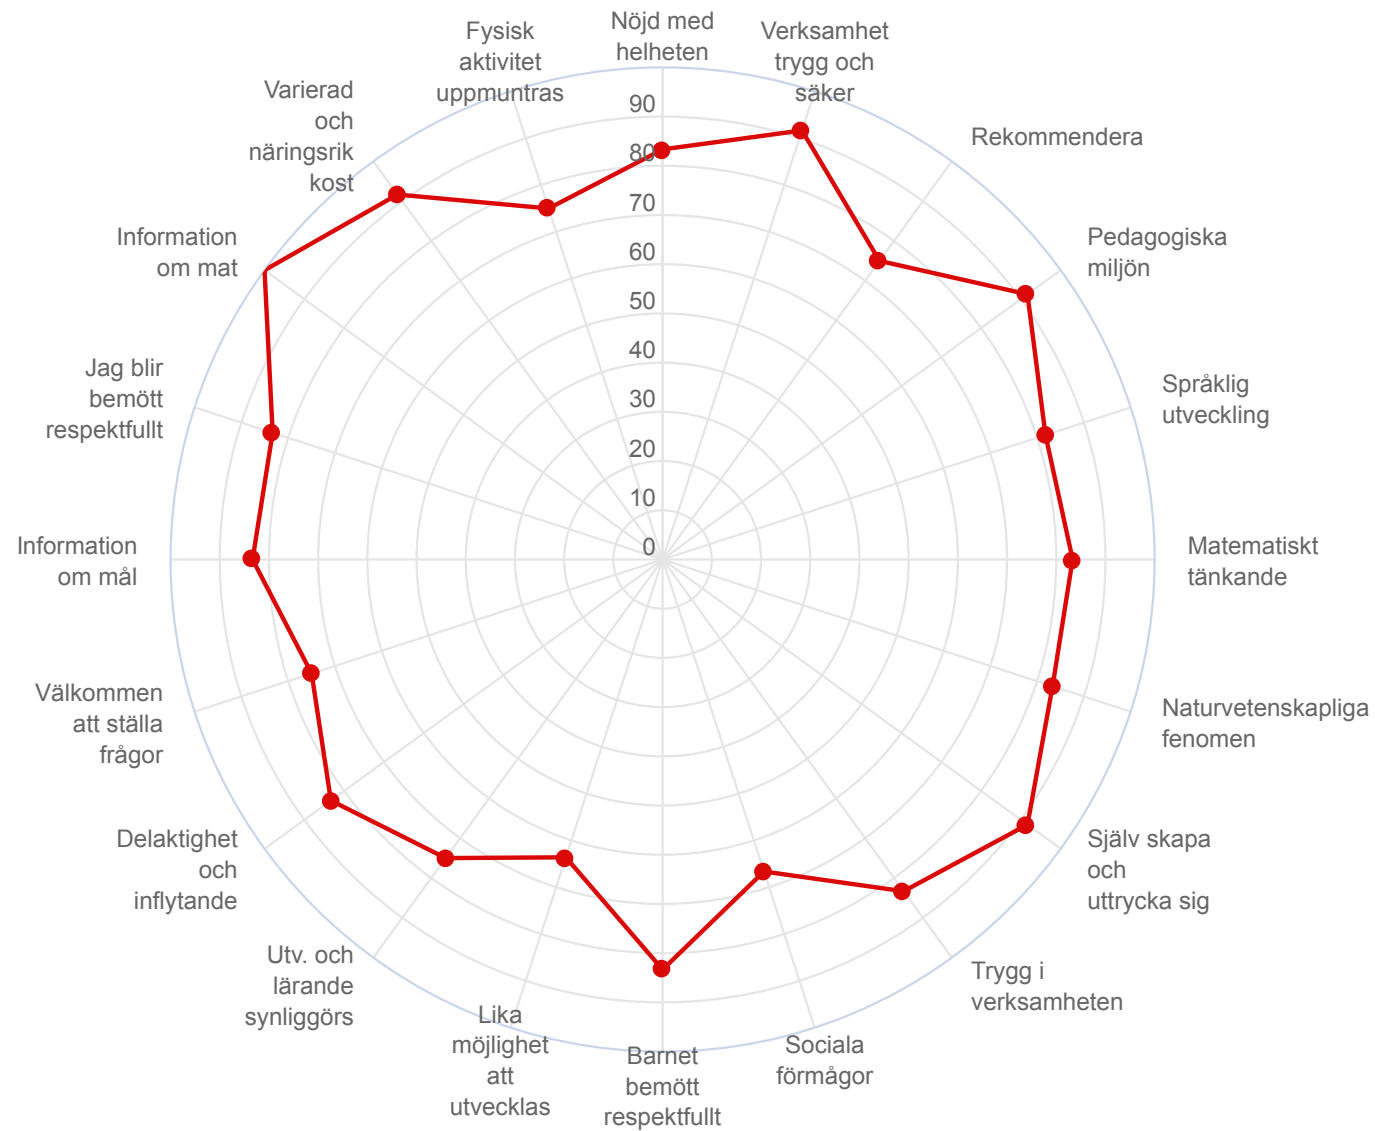 Nöjd med
helheten
Verksamhet
trygg och
säker
Rekommendera
Pedagogiska
miljön
Språklig
utveckling
Matematiskt
tänkande
Naturvetenskapliga
fenomen
Själv skapa
och
uttrycka sig
Trygg i
verksamheten
Sociala
förmågor
Barnet
bemött
respektfullt
Lika
möjlighet
att
utvecklas
Utv. och
lärande
synliggörs
Delaktighet
och
inflytande
Välkommen
att ställa
frågor
Information
om mål
Jag blir
bemött
respektfullt
Information
om mat
Varierad
och
näringsrik
kost
Fysisk
aktivitet
uppmuntras
90
80
70
60
50
40
30
20
10
0